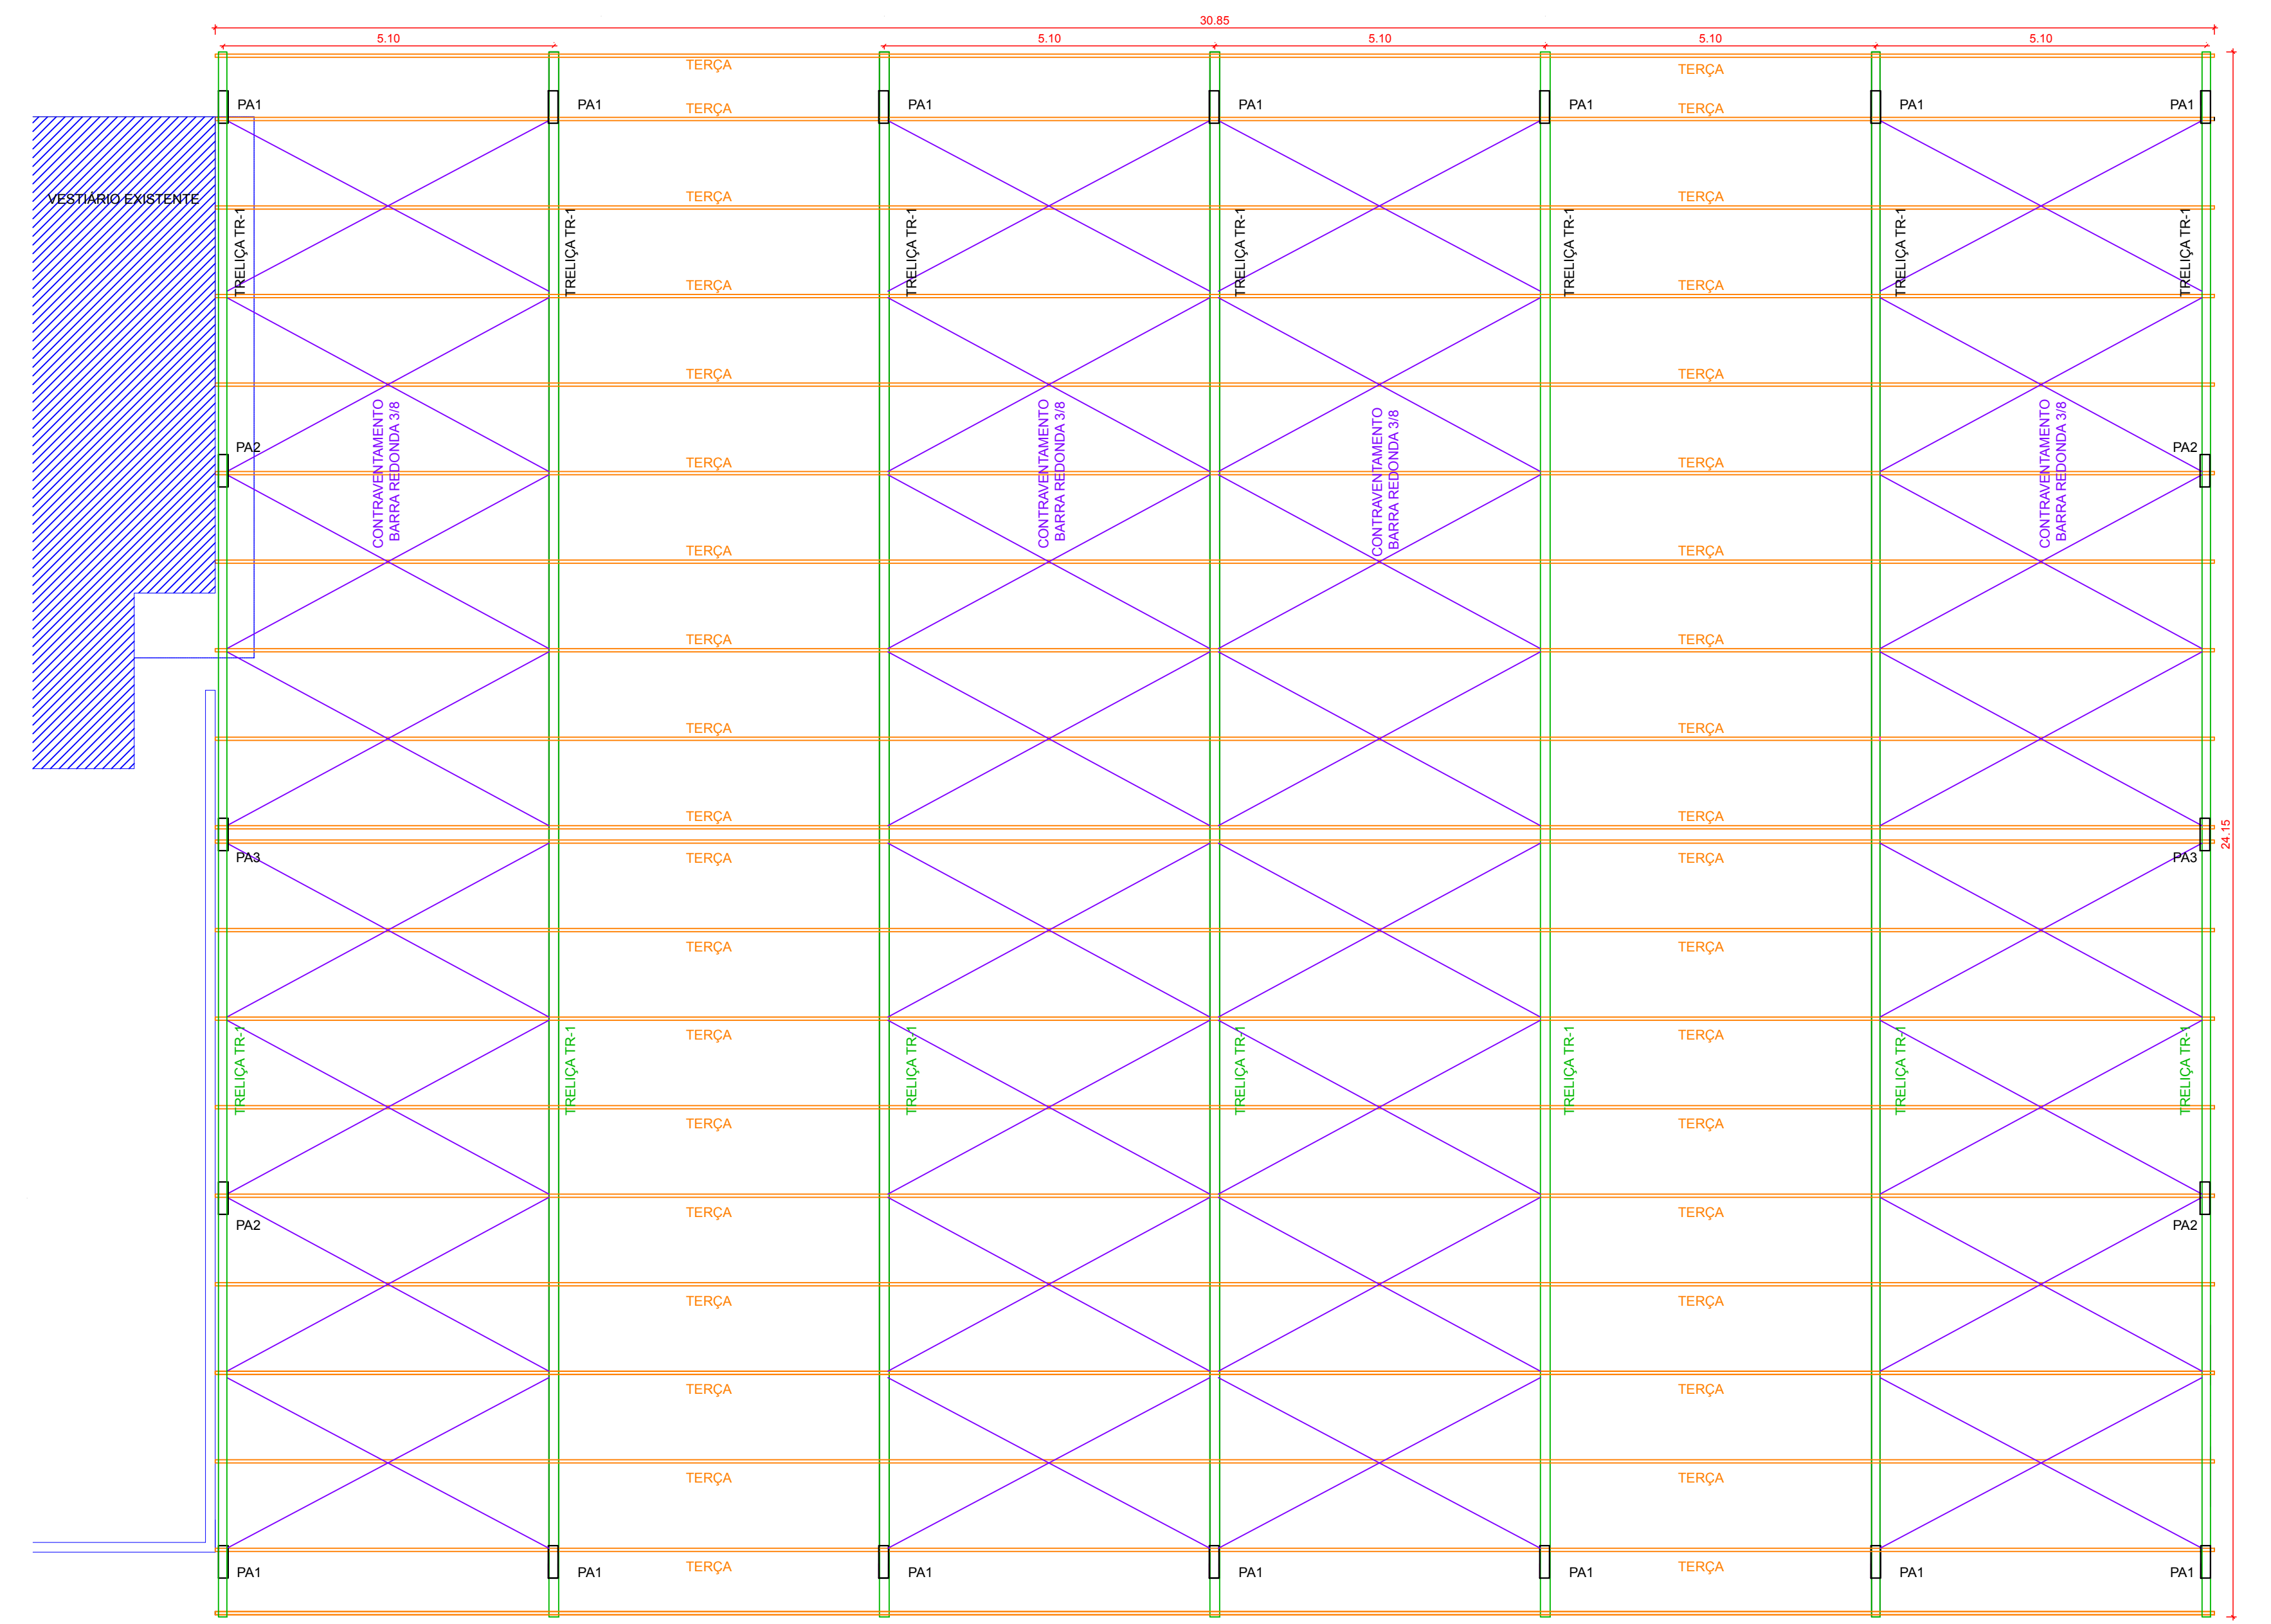 30.85
5.10 5.10 5.10 5.10 5.10
TERÇA TERÇA
PA1 PA1 TERÇA PA1 PA1 PA1 TERÇA PA1 PA1
VESTIÁRIO EXISTENTE TERÇA TERÇA
TRELIÇA TR-1 TRELIÇA TR-1 TRELIÇA TR-1 TRELIÇA TR-1 TRELIÇA TR-1 TRELIÇA TR-1 TRELIÇA TR-1
TERÇA TERÇA
TERÇA TERÇA
CONTRAVENTAMENTO
BARRA REDONDA 3/8
CONTRAVENTAMENTO
BARRA REDONDA 3/8
CONTRAVENTAMENTO
BARRA REDONDA 3/8
CONTRAVENTAMENTO
BARRA REDONDA 3/8
PA2 TERÇA TERÇA PA2
TERÇA TERÇA
TERÇA TERÇA
TERÇA TERÇA
TERÇA TERÇA
24.15
PA3 TERÇA TERÇA PA3
TERÇA TERÇA
TERÇA TERÇA
TRELIÇA TR-1 TRELIÇA TR-1 TRELIÇA TR-1 TRELIÇA TR-1 TRELIÇA TR-1 TRELIÇA TR-1 TRELIÇA TR-1
TERÇA TERÇA
PA2 TERÇA TERÇA PA2
TERÇA TERÇA
TERÇA TERÇA
TERÇA TERÇA
PA1 PA1 TERÇA PA1 PA1 PA1 TERÇA PA1 PA1